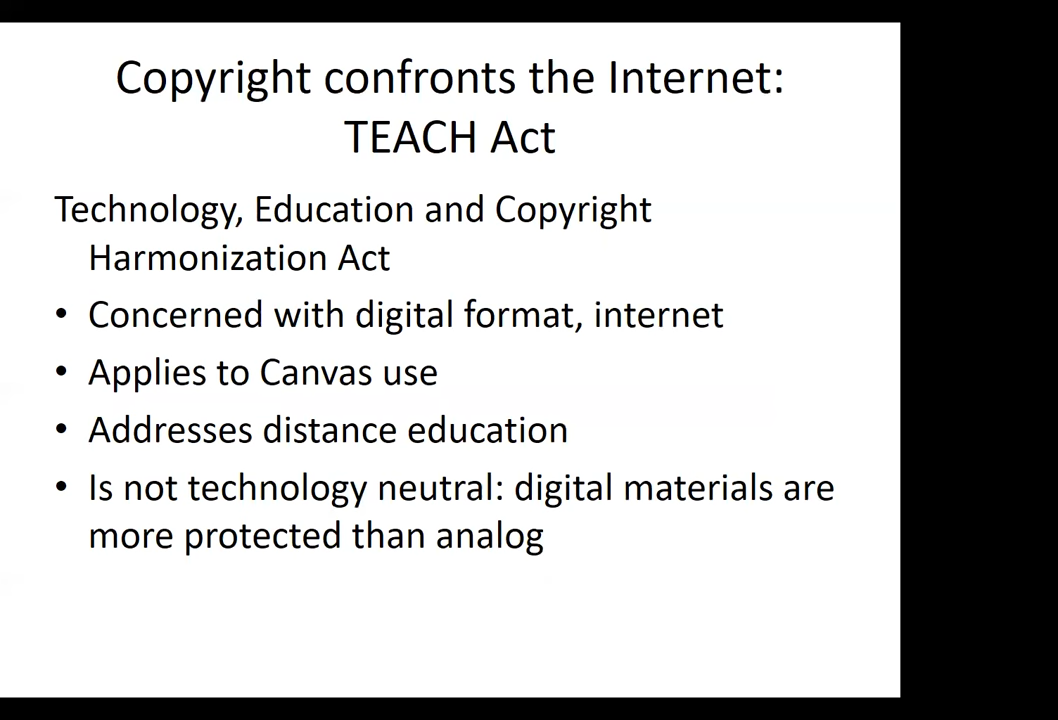 Copyright confronts the Internet:
TEACH Act
Technology, Education and Copyright
Harmonization Act
• Concerned with digital format, internet
• Applies to Canvas use
• Addresses distance education
• Is not technology neutral: digital materials are
more protected than analog